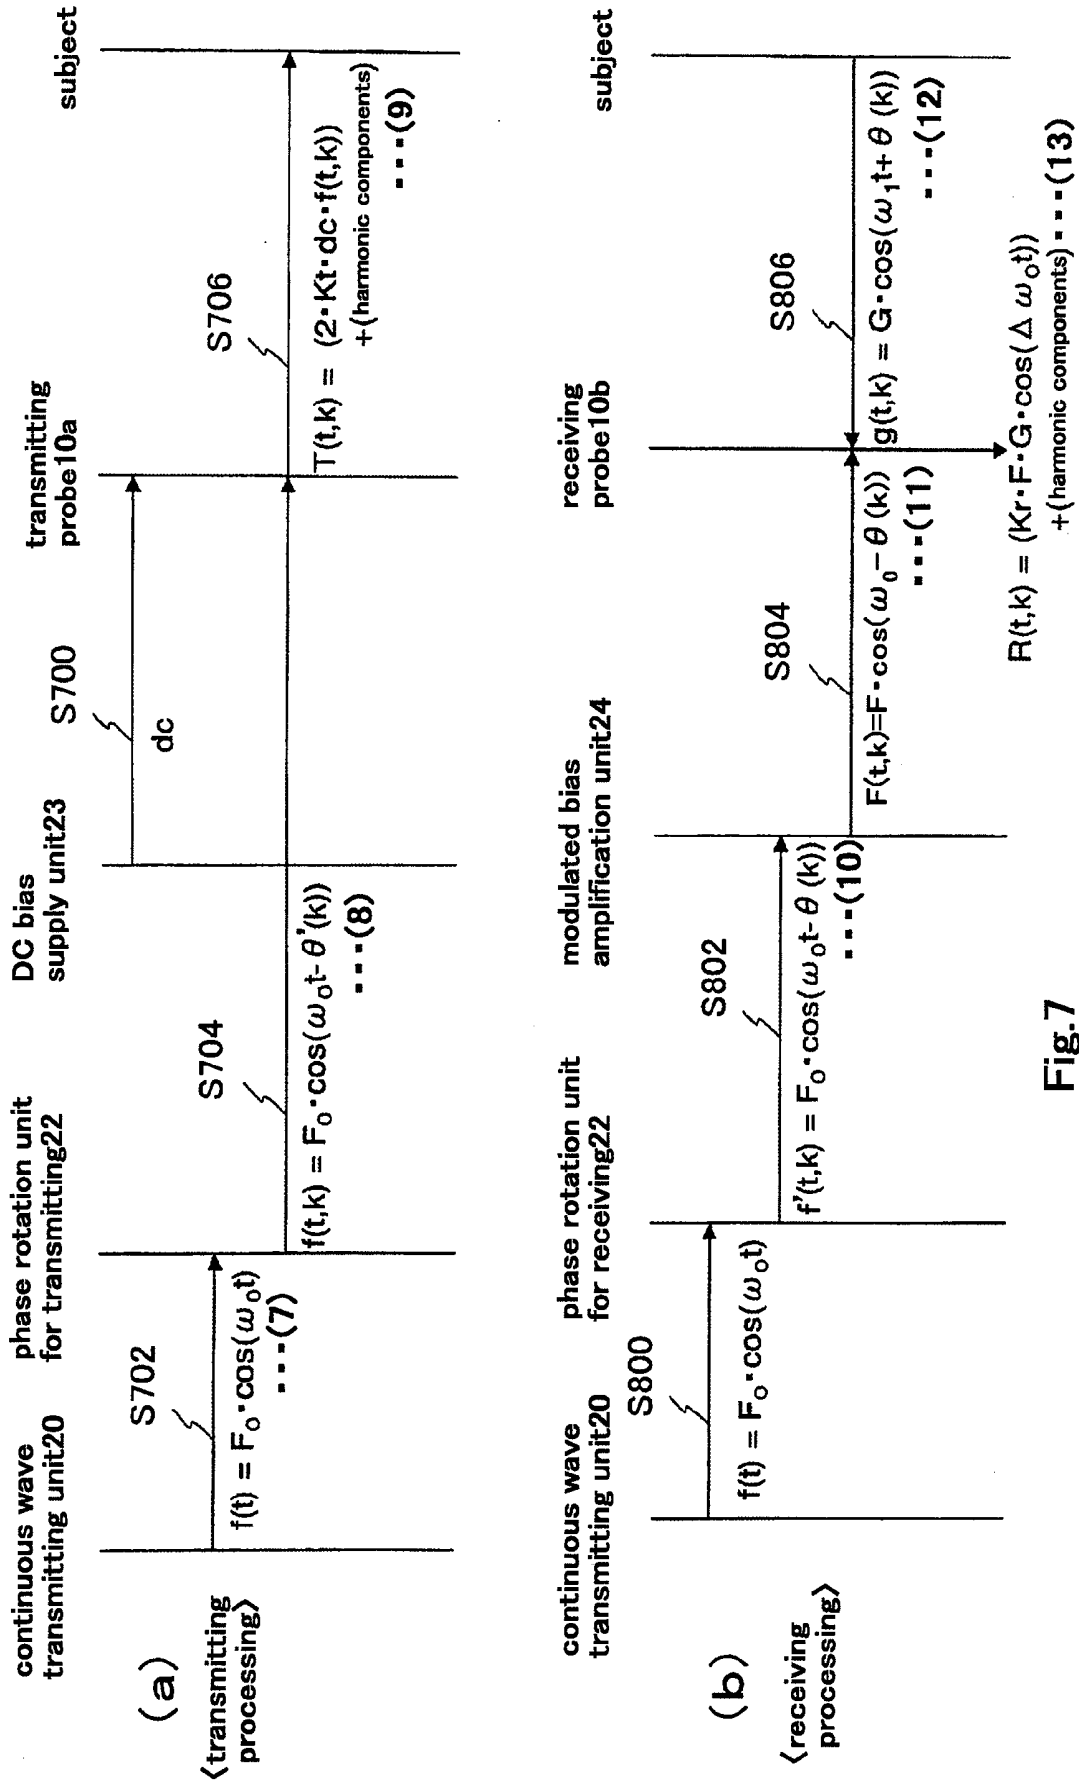 (a)
〈transmitting
processing〉
continuous wave
transmitting unit20
phase rotation unit
for transmitting22
DC bias
supply unit23
transmitting
probe10a
subject
S700
dc
S702
f(t) = F₀·cos(ω₀t)
···(7)
S704
f(t,k) = F₀·cos(ω₀t-θ'(k))
···(8)
S706
T(t,k) = (2·Kt·dc·f(t,k))
+(harmonic components)
···(9)
(b)
〈receiving
processing〉
continuous wave
transmitting unit20
phase rotation unit
for receiving22
modulated bias
amplification unit24
receiving
probe10b
subject
S800
f(t) = F₀·cos(ω₀t)
S802
f'(t,k) = F₀·cos(ω₀t-θ(k))
···(10)
S804
F(t,k)=F·cos(ω₀-θ(k))
···(11)
S806
g(t,k) = G·cos(ω₁t+θ(k))
···(12)
R(t,k) = (Kr·F·G·cos(Δω₀t))
+(harmonic components)···(13)
Fig.7